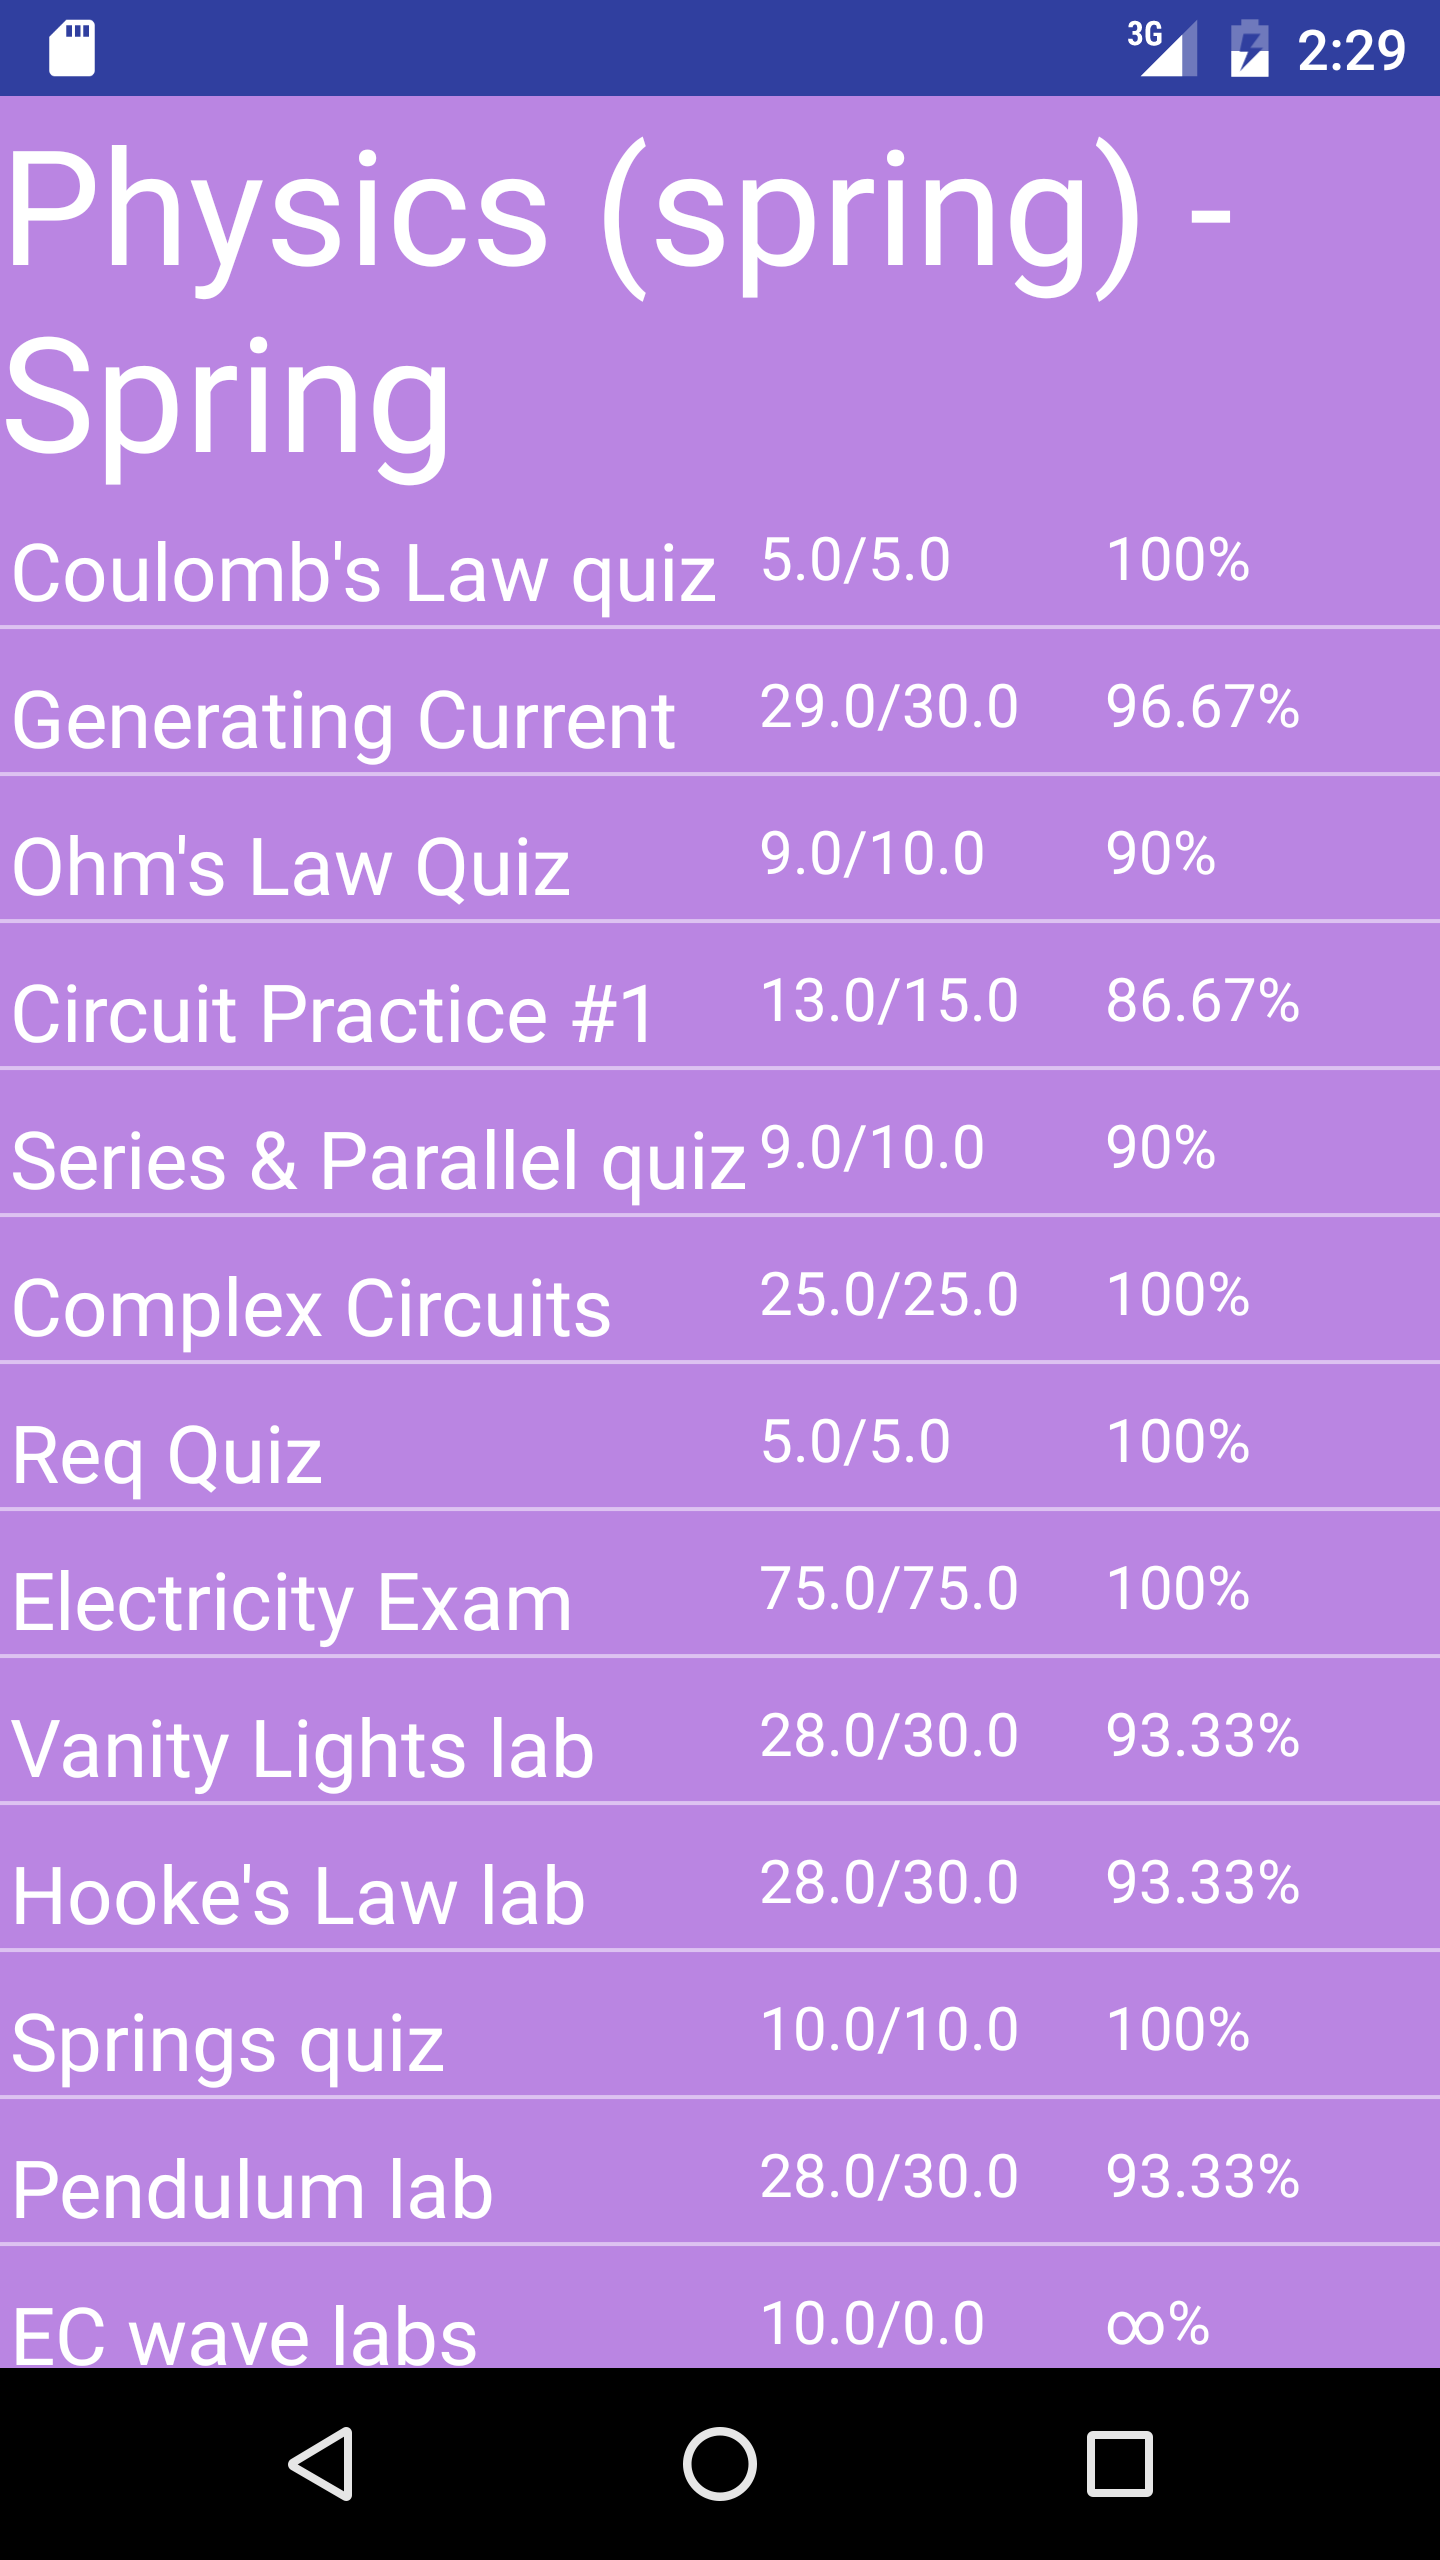 3G 2:29
Physics (spring) -
Spring
Coulomb's Law quiz 5.0/5.0 100%
Generating Current 29.0/30.0 96.67%
Ohm's Law Quiz 9.0/10.0 90%
Circuit Practice #1 13.0/15.0 86.67%
Series & Parallel quiz 9.0/10.0 90%
Complex Circuits 25.0/25.0 100%
Req Quiz 5.0/5.0 100%
Electricity Exam 75.0/75.0 100%
Vanity Lights lab 28.0/30.0 93.33%
Hooke's Law lab 28.0/30.0 93.33%
Springs quiz 10.0/10.0 100%
Pendulum lab 28.0/30.0 93.33%
EC wave labs 10.0/0.0 ∞%